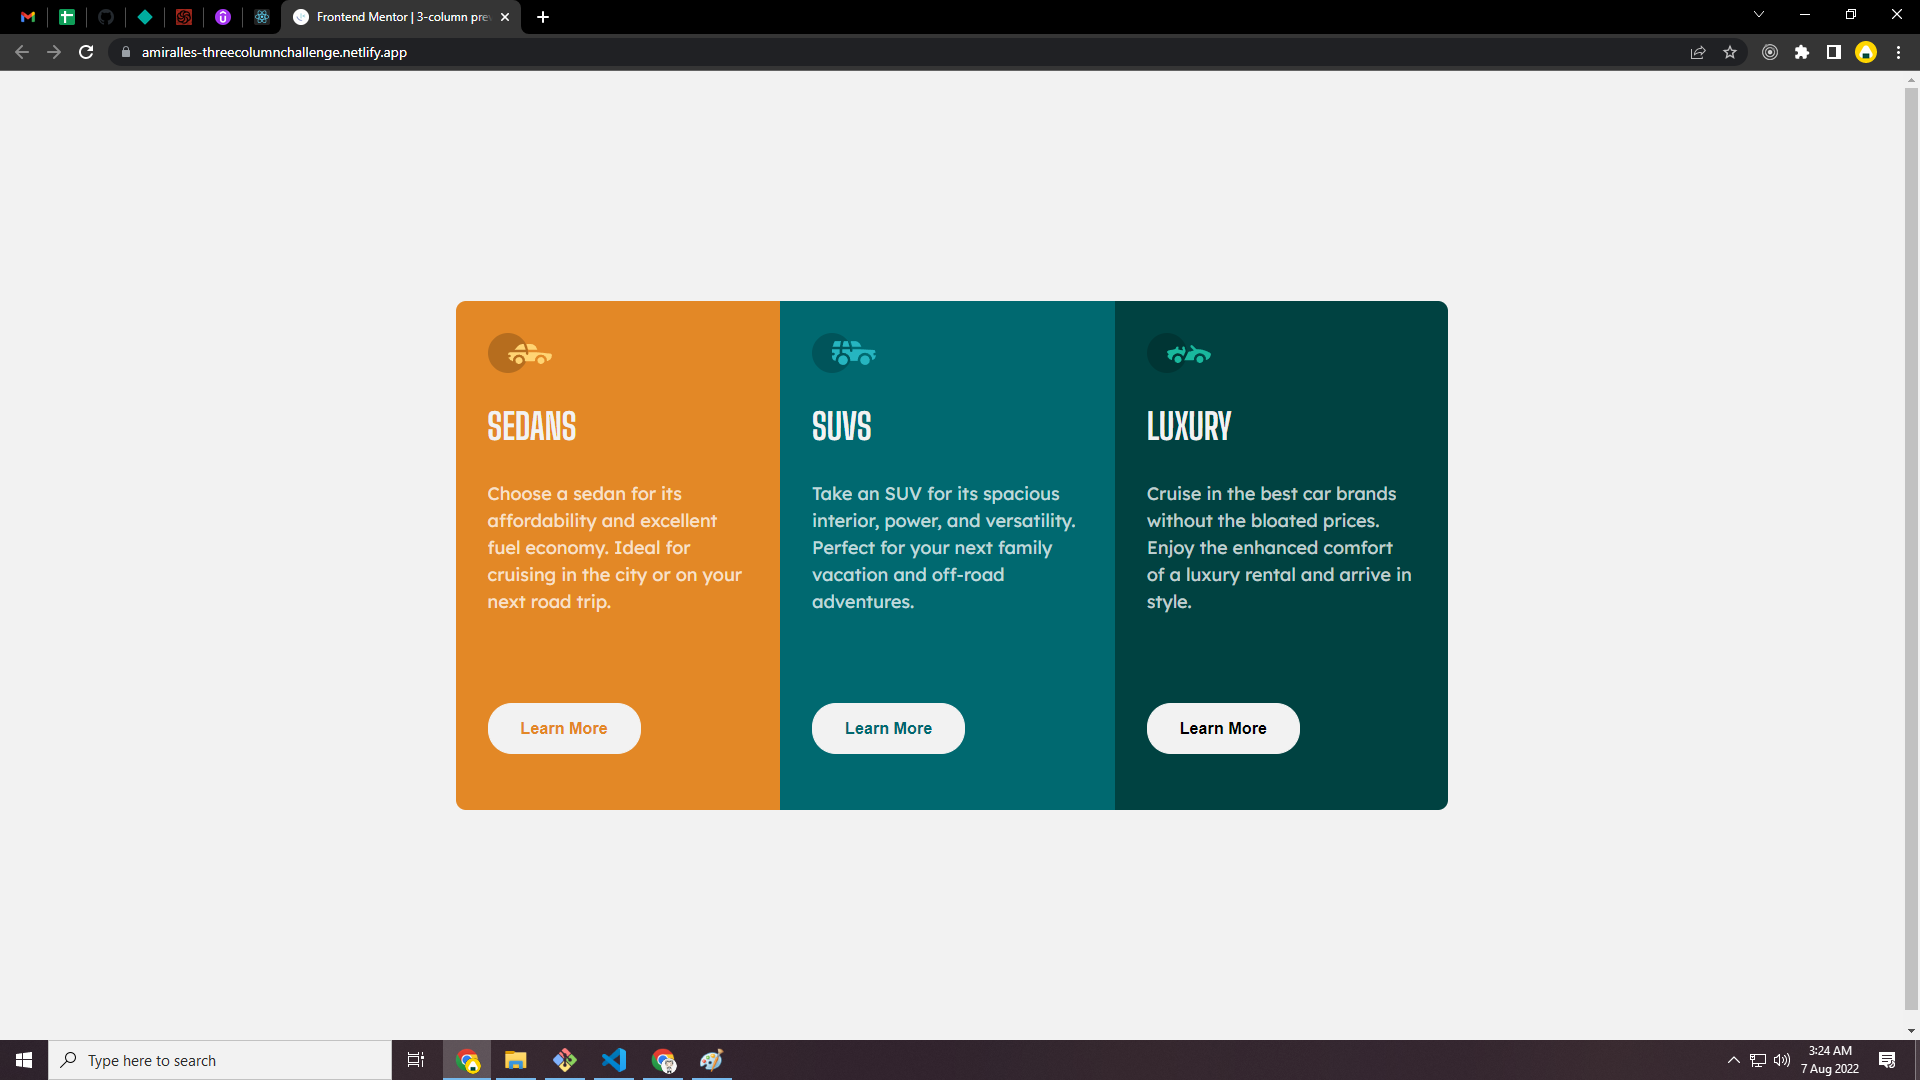 Frontend Mentor | 3-column pre
amiralles-threecolumnchallenge.netlify.app
SEDANS
Choose a sedan for its
affordability and excellent
fuel economy. Ideal for
cruising in the city or on your
next road trip.
Learn More
SUVS
Take an SUV for its spacious
interior, power, and versatility.
Perfect for your next family
vacation and off-road
adventures.
Learn More
LUXURY
Cruise in the best car brands
without the bloated prices.
Enjoy the enhanced comfort
of a luxury rental and arrive in
style.
Learn More
Type here to search
3:24 AM
7 Aug 2022